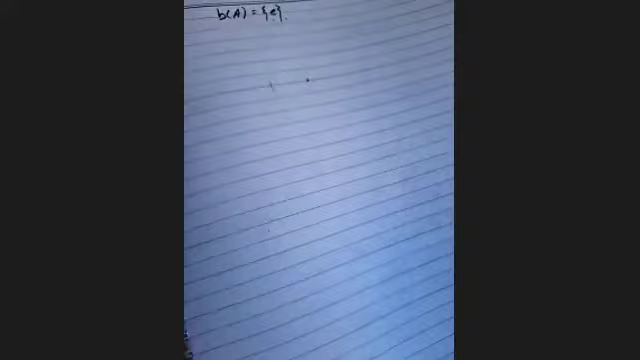 b(A) = {e}.